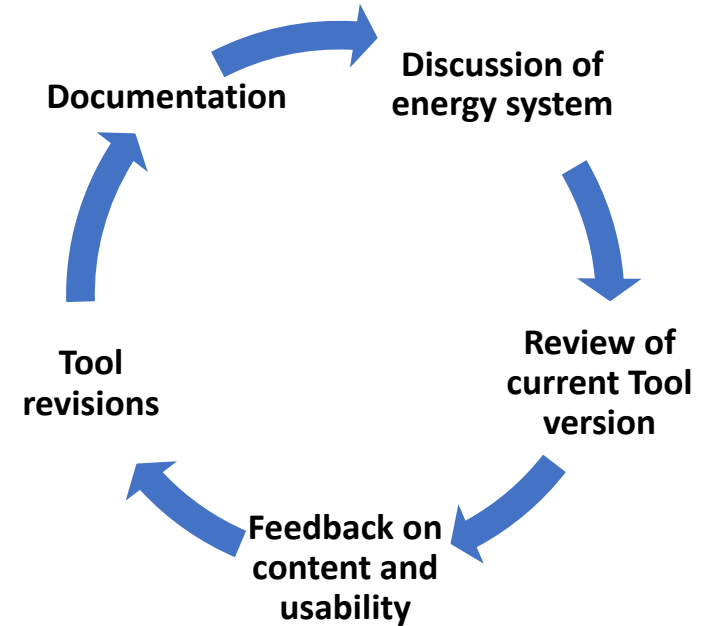 Documentation
Discussion of
energy system
Review of
current Tool
version
Feedback on
content and
usability
Tool
revisions